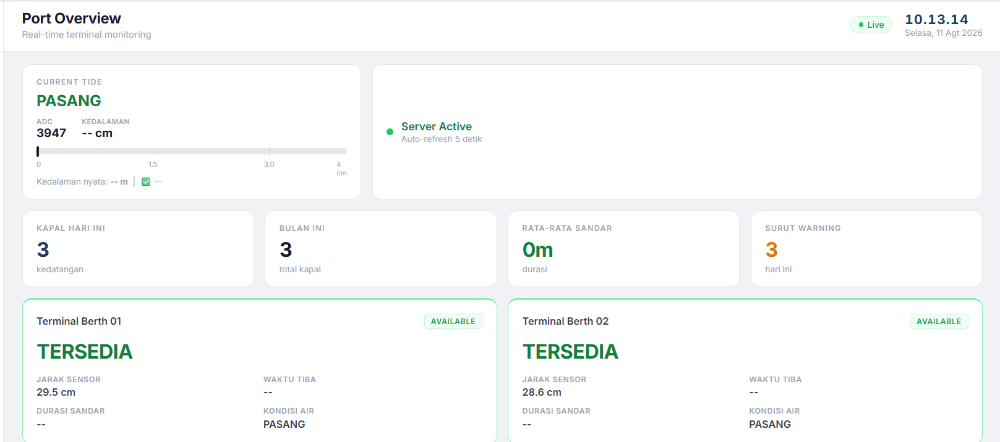 Port Overview
Real-time terminal monitoring
Live
10.13.14
Selasa, 11 Agt 2026
CURRENT TIDE
PASANG
ADC KEDALAMAN
3947 -- cm
0 1.5 3.0 4
cm
Kedalaman nyata: -- m | ✅ --
Server Active
Auto-refresh 5 detik
KAPAL HARI INI
3
kedatangan
BULAN INI
3
total kapal
RATA-RATA SANDAR
0m
durasi
SURUT WARNING
3
hari ini
Terminal Berth 01 AVAILABLE
TERSEDIA
JARAK SENSOR WAKTU TIBA
29.5 cm --
DURASI SANDAR KONDISI AIR
-- PASANG
Terminal Berth 02 AVAILABLE
TERSEDIA
JARAK SENSOR WAKTU TIBA
28.6 cm --
DURASI SANDAR KONDISI AIR
-- PASANG